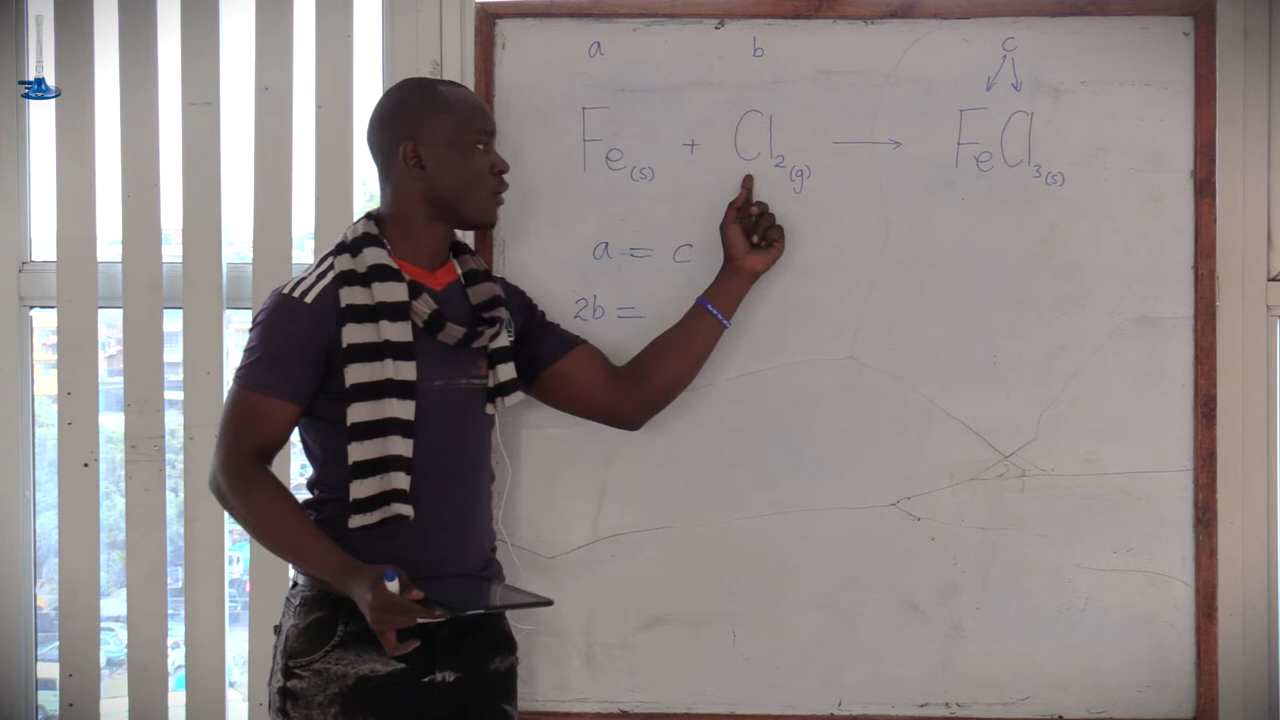 a b c
Fe(s) + Cl2(g) → FeCl3(s)
a = c
2b =